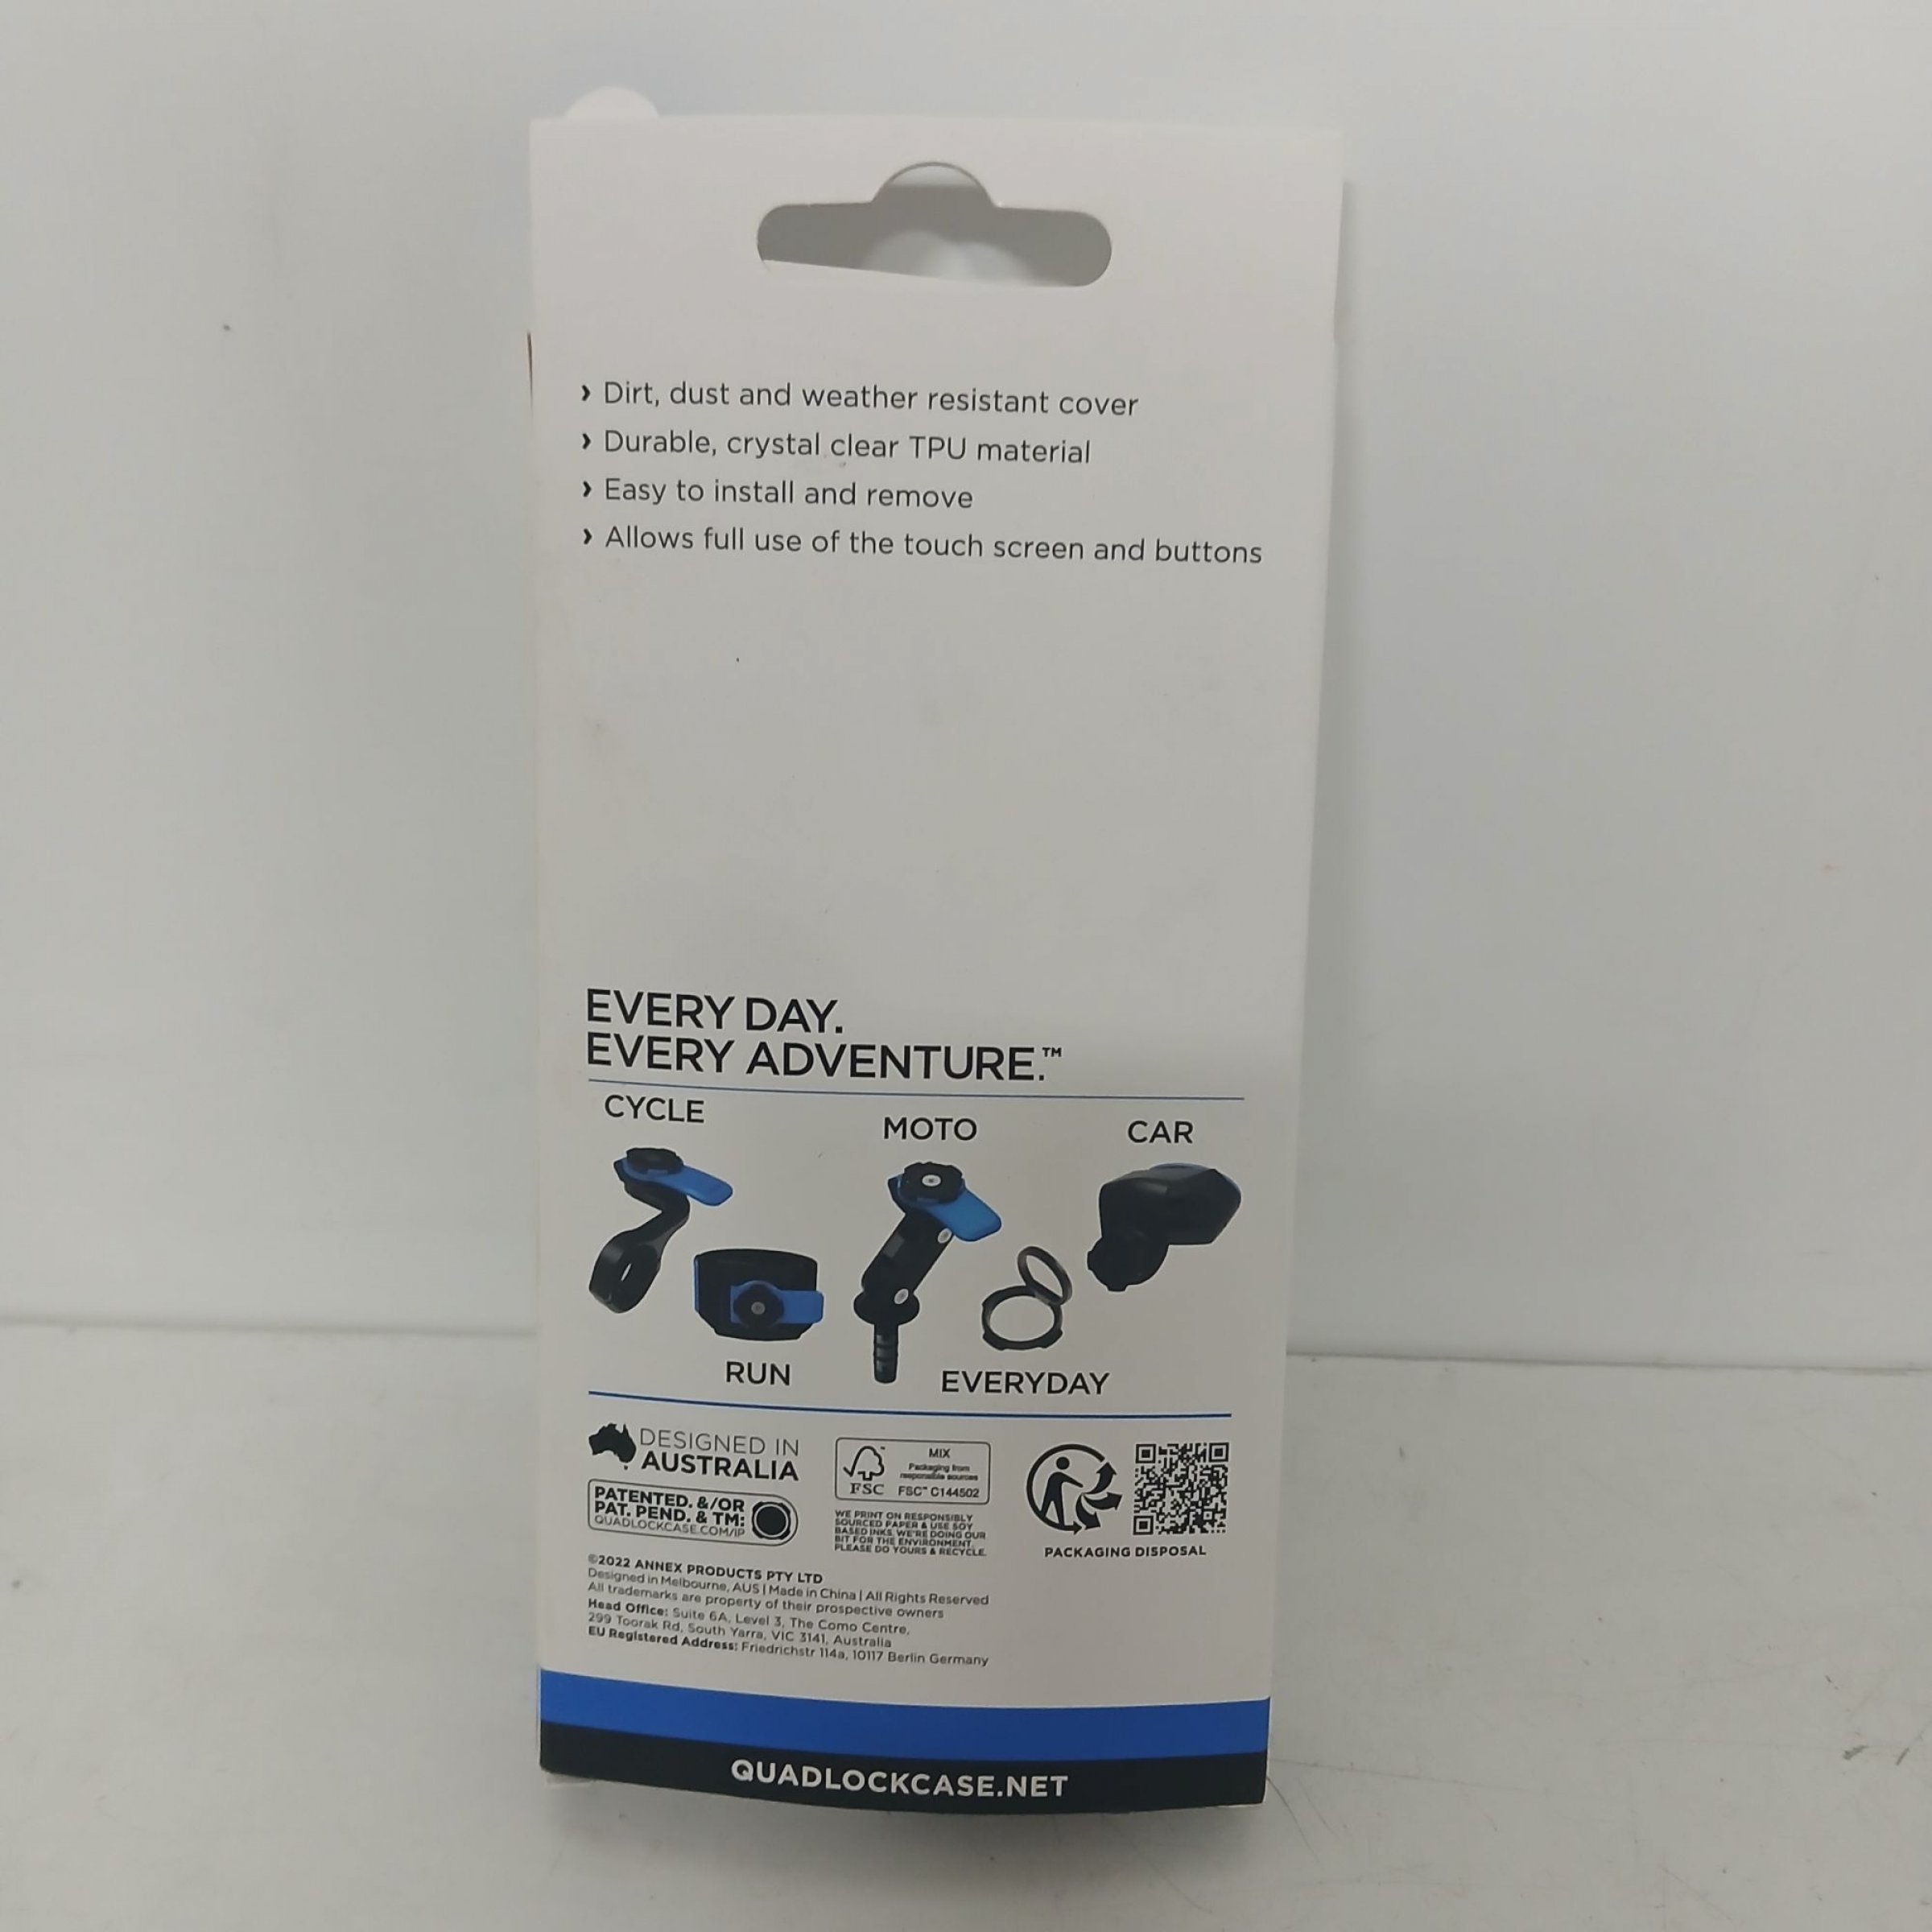 › Dirt, dust and weather resistant cover
› Durable, crystal clear TPU material
› Easy to install and remove
› Allows full use of the touch screen and buttons
EVERY DAY.
EVERY ADVENTURE.™
CYCLE
MOTO
CAR
RUN
EVERYDAY
DESIGNED IN
AUSTRALIA
PATENTED. &/OR
PAT. PEND. & TM:
QUADLOCKCASE.COM/IP
FSC
MIX
Packaging from
responsible sources
FSC™ C144502
WE PRINT ON RESPONSIBLY
SOURCED PAPER & USE SOY
BASED INKS. WE'RE DOING OUR
BIT FOR THE ENVIRONMENT.
PLEASE DO YOURS & RECYCLE.
PACKAGING DISPOSAL
©2022 ANNEX PRODUCTS PTY LTD
Designed in Melbourne, AUS | Made in China | All Rights Reserved
All trademarks are property of their prospective owners
Head Office: Suite 6A, Level 3, The Como Centre,
299 Toorak Rd, South Yarra, VIC 3141, Australia
EU Registered Address: Friedrichstr 114a, 10117 Berlin Germany
QUADLOCKCASE.NET